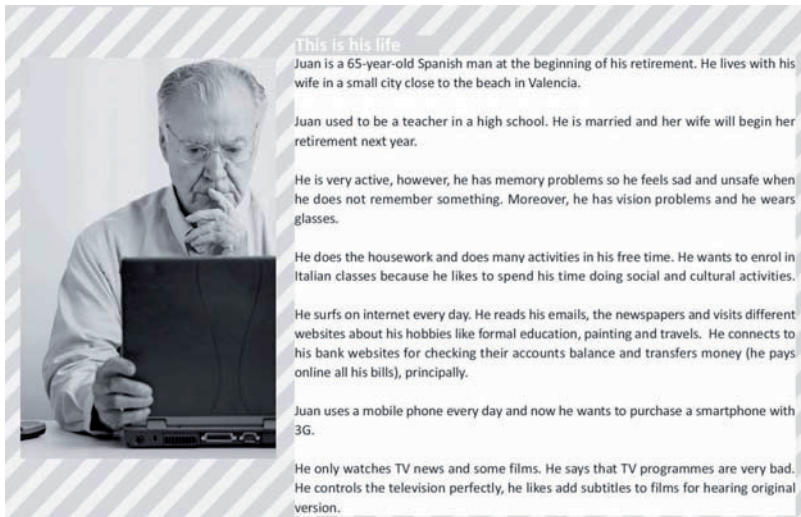 This is his life
Juan is a 65-year-old Spanish man at the beginning of his retirement. He lives with his
wife in a small city close to the beach in Valencia.
Juan used to be a teacher in a high school. He is married and her wife will begin her
retirement next year.
He is very active, however, he has memory problems so he feels sad and unsafe when
he does not remember something. Moreover, he has vision problems and he wears
glasses.
He does the housework and does many activities in his free time. He wants to enrol in
Italian classes because he likes to spend his time doing social and cultural activities.
He surfs on internet every day. He reads his emails, the newspapers and visits different
websites about his hobbies like formal education, painting and travels. He connects to
his bank websites for checking their accounts balance and transfers money (he pays
online all his bills), principally.
Juan uses a mobile phone every day and now he wants to purchase a smartphone with
3G.
He only watches TV news and some films. He says that TV programmes are very bad.
He controls the television perfectly, he likes add subtitles to films for hearing original
version.